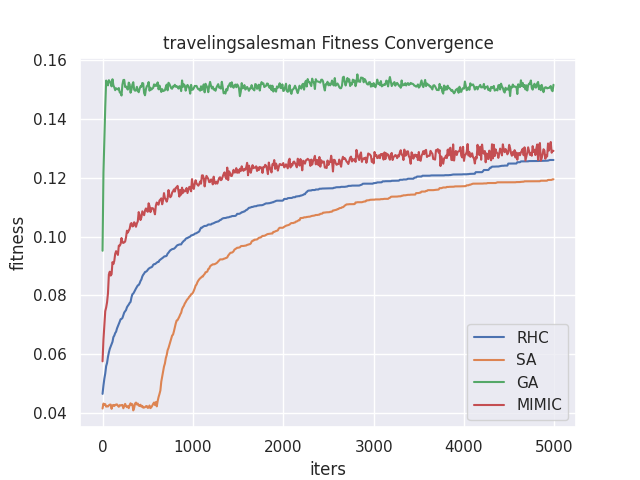 travelingsalesman Fitness Convergence
0.16
0.14
0.12
0.10
0.08
0.06
0.04
fitness
0
1000
2000
3000
4000
5000
iters
RHC
SA
GA
MIMIC